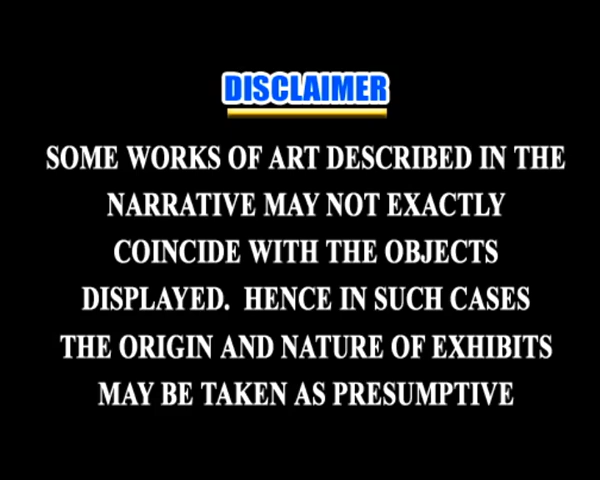 DISCLAIMER
SOME WORKS OF ART DESCRIBED IN THE
NARRATIVE MAY NOT EXACTLY
COINCIDE WITH THE OBJECTS
DISPLAYED. HENCE IN SUCH CASES
THE ORIGIN AND NATURE OF EXHIBITS
MAY BE TAKEN AS PRESUMPTIVE